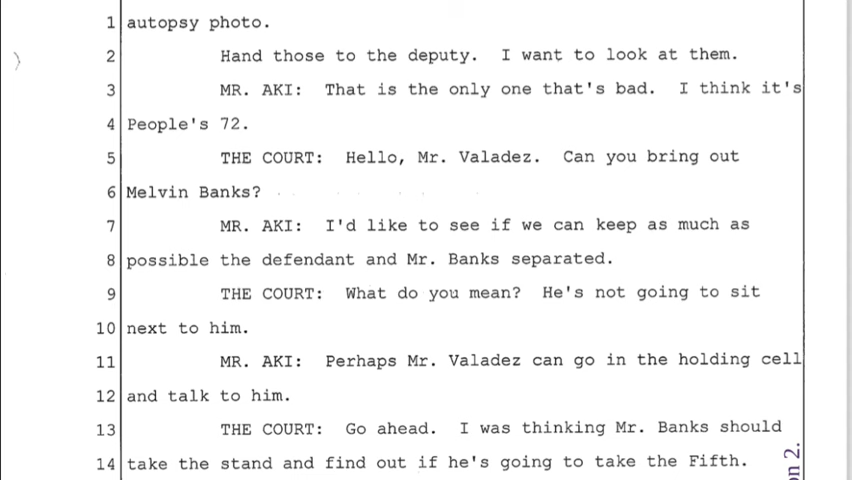 1 autopsy photo.
2 Hand those to the deputy. I want to look at them.
3 MR. AKI: That is the only one that's bad. I think it's
4 People's 72.
5 THE COURT: Hello, Mr. Valadez. Can you bring out
6 Melvin Banks?
7 MR. AKI: I'd like to see if we can keep as much as
8 possible the defendant and Mr. Banks separated.
9 THE COURT: What do you mean? He's not going to sit
10 next to him.
11 MR. AKI: Perhaps Mr. Valadez can go in the holding cell
12 and talk to him.
13 THE COURT: Go ahead. I was thinking Mr. Banks should
14 take the stand and find out if he's going to take the Fifth.
2.